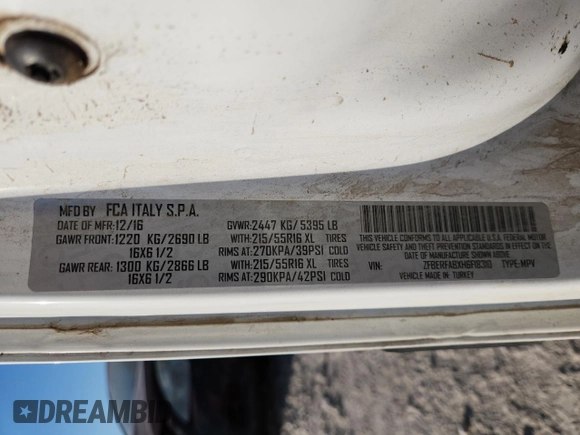 MFD BY FCA ITALY S.P.A.
DATE OF MFR: 12/16 GVWR: 2447 KG/ 5395 LB
GAWR FRONT: 1220 KG/ 2690 LB WITH: 215/55R16 XL TIRES
16X6 1/2 RIMS AT: 270KPA/39PSI COLD
GAWR REAR: 1300 KG/ 2866 LB WITH: 215/55R16 XL TIRES
16X6 1/2 RIMS AT: 290KPA/42PSI COLD
THIS VEHICLE CONFORMS TO ALL APPLICABLE U.S.A.
FEDERAL MOTOR VEHICLE SAFETY, BUMPER AND THEFT
PREVENTION STANDARDS IN EFFECT ON THE DATE OF
MANUFACTURE SHOWN ABOVE.
VIN: TYPE: MPV
VEHICLE MADE IN: TURKEY
DREAMBID